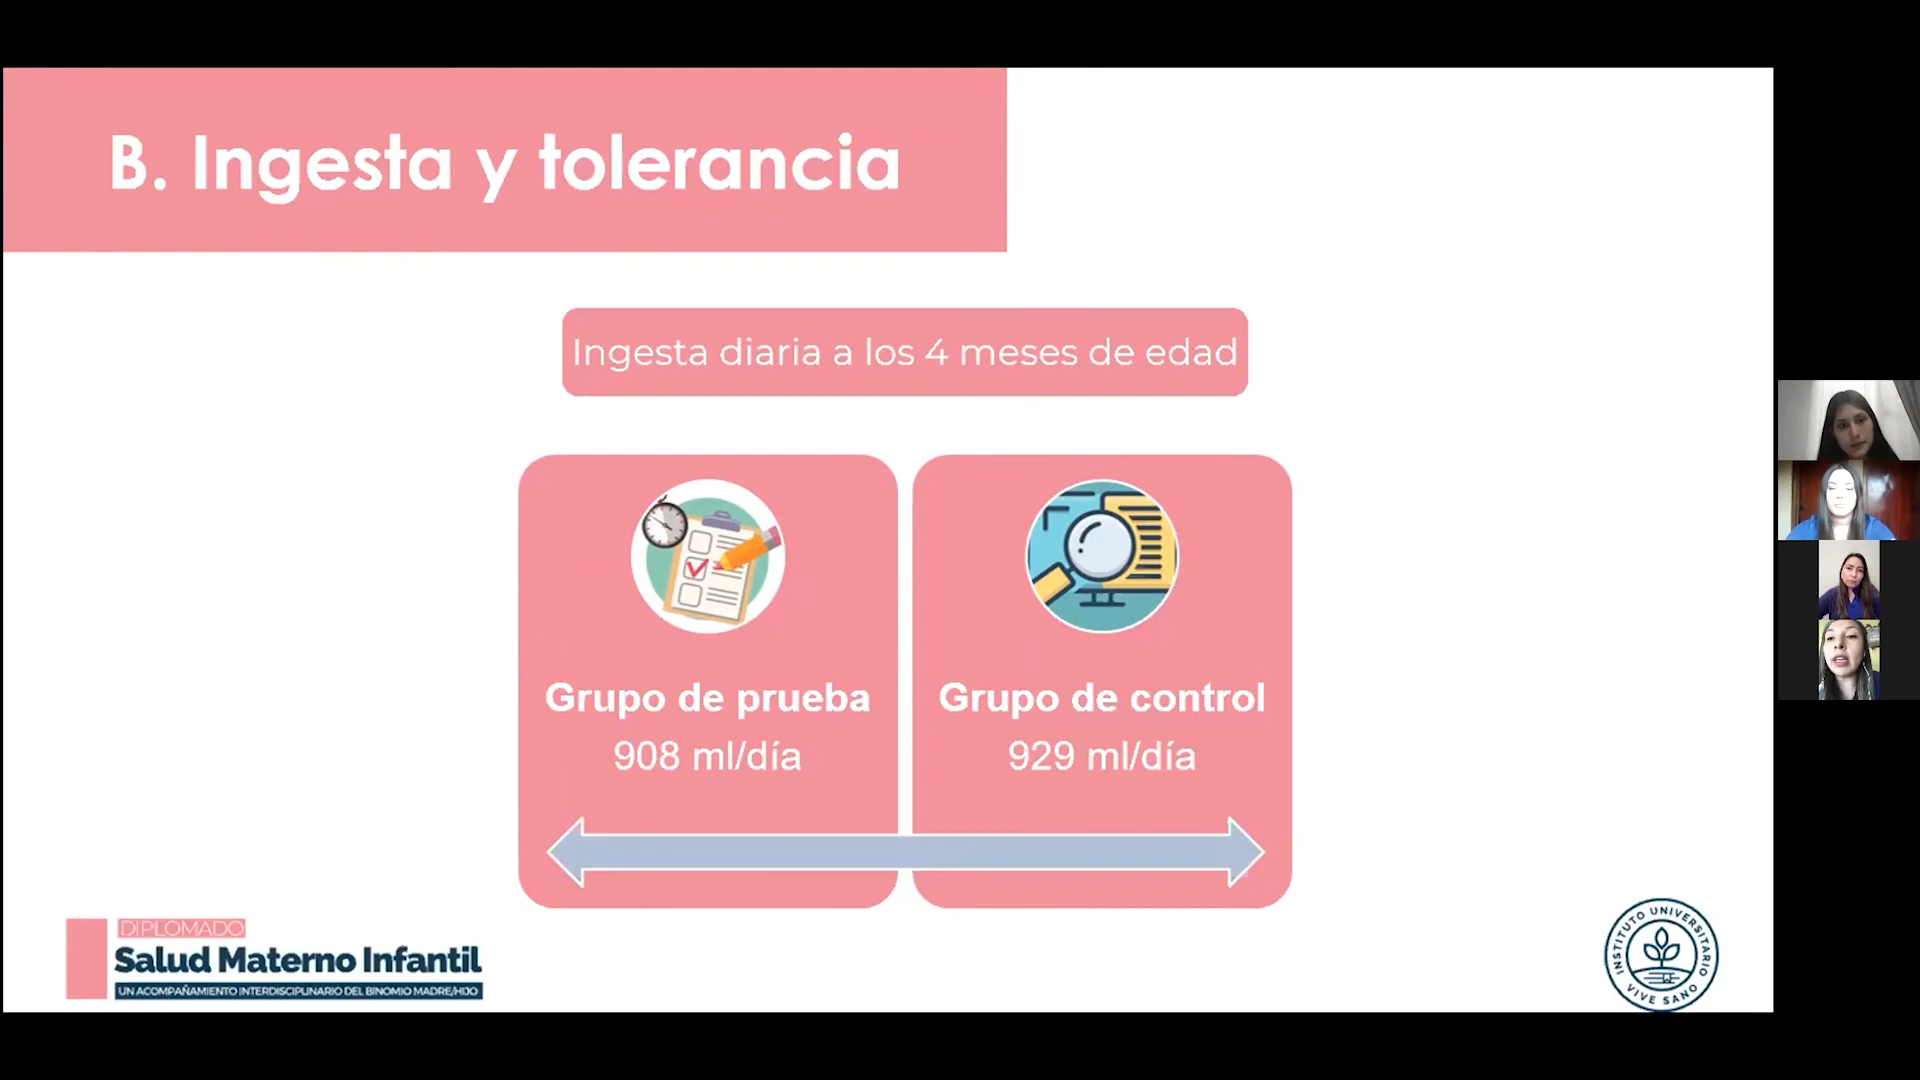 B. Ingesta y tolerancia
Ingesta diaria a los 4 meses de edad
Grupo de prueba
908 ml/día
Grupo de control
929 ml/día
DIPLOMADO
Salud Materno Infantil
UN ACOMPAÑAMIENTO INTERDISCIPLINARIO DEL BINOMIO MADRE/HIJO
INSTITUTO UNIVERSITARIO
VIVE SANO